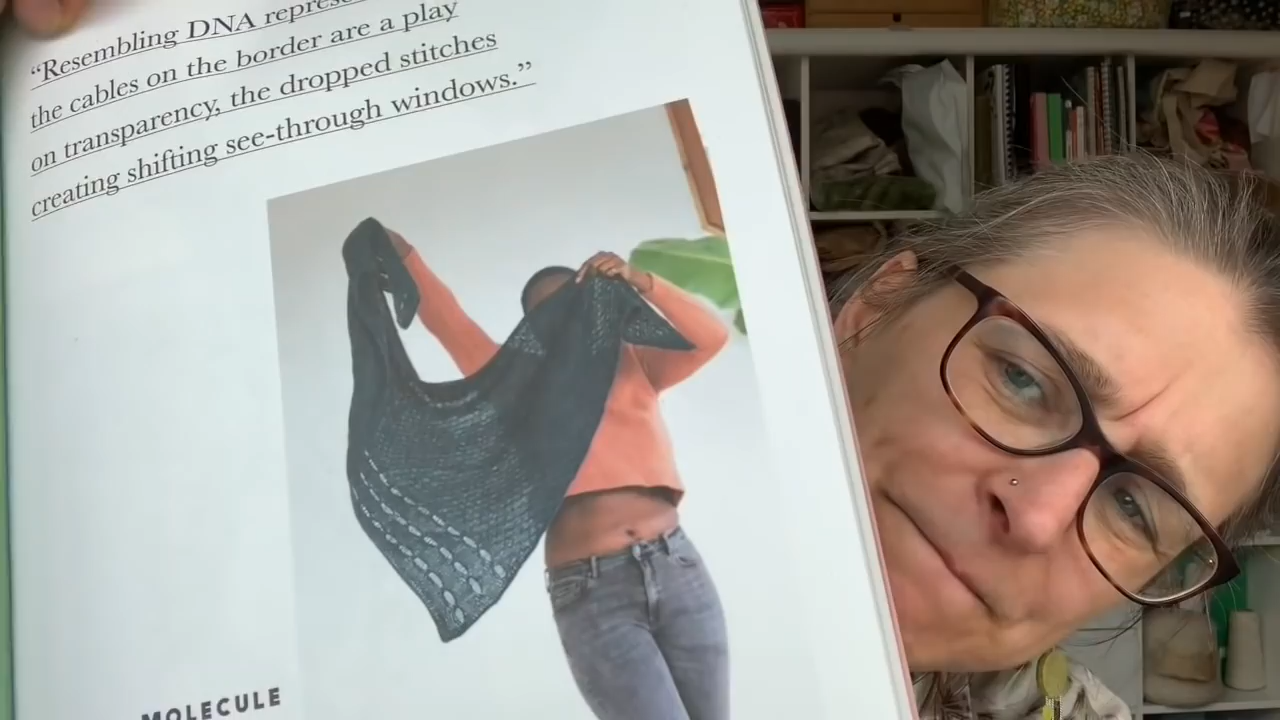 “Resembling DNA
the cables on the border are a play
on transparency, the dropped stitches
creating shifting see-through windows.”
MOLECULE